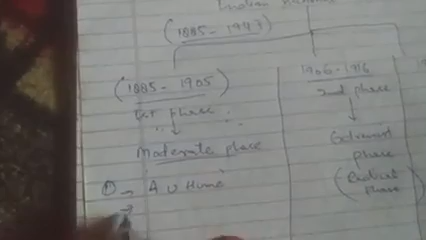 Indian
(1885 - 1947)
(1885 - 1905)
1st phase
Moderate phase
① → A O Hume
→
1906 - 1916
2nd phase
Extremist
phase
(Radical
phase)